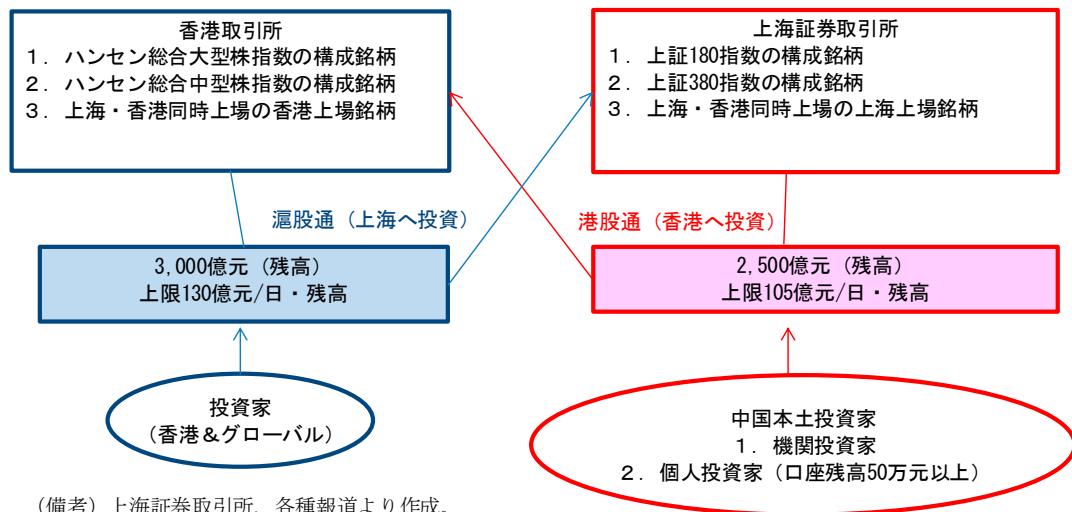 香港取引所
1. ハンセン総合大型株指数の構成銘柄
2. ハンセン総合中型株指数の構成銘柄
3. 上海・香港同時上場の香港上場銘柄
上海証券取引所
1. 上証180指数の構成銘柄
2. 上証380指数の構成銘柄
3. 上海・香港同時上場の上海上場銘柄
滬股通（上海へ投資）
港股通（香港へ投資）
3,000億元（残高）
上限130億元/日・残高
2,500億元（残高）
上限105億元/日・残高
投資家
（香港＆グローバル）
中国本土投資家
1. 機関投資家
2. 個人投資家（口座残高50万元以上）
（備考）上海証券取引所、各種報道より作成。